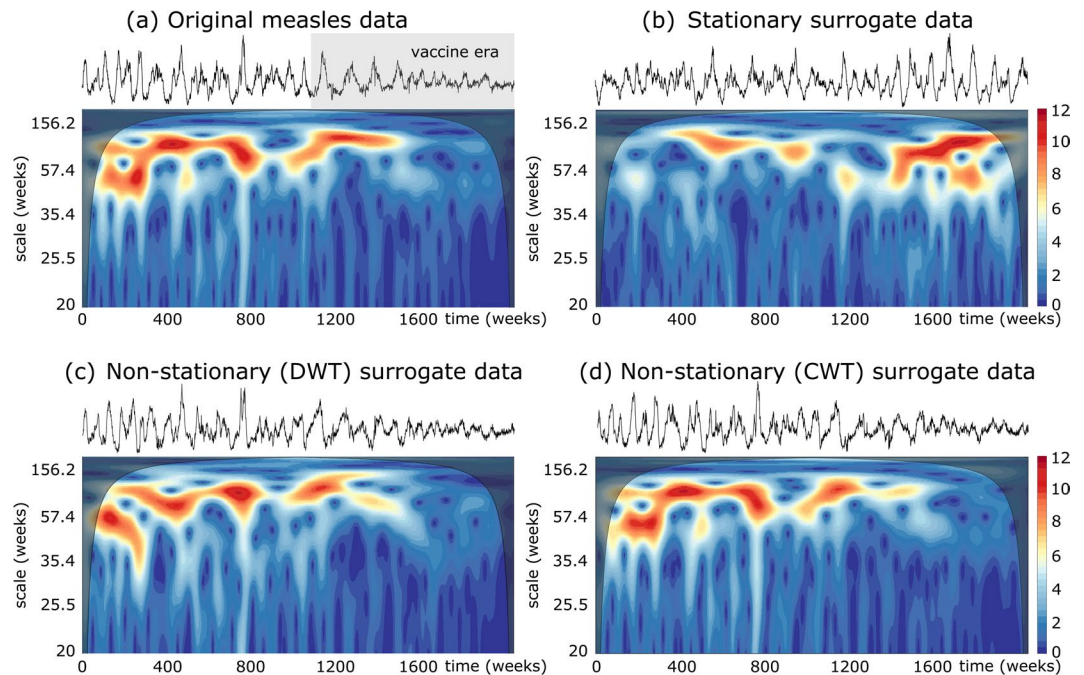 (a) Original measles data
(b) Stationary surrogate data
vaccine era
156.2
57.4
35.4
25.5
20
scale (weeks)
0 400 800 1200 1600 time (weeks)
156.2
57.4
35.4
25.5
20
scale (weeks)
0 400 800 1200 1600 time (weeks)
12
10
8
6
4
2
0
(c) Non-stationary (DWT) surrogate data
(d) Non-stationary (CWT) surrogate data
156.2
57.4
35.4
25.5
20
scale (weeks)
0 400 800 1200 1600 time (weeks)
156.2
57.4
35.4
25.5
20
scale (weeks)
0 400 800 1200 1600 time (weeks)
12
10
8
6
4
2
0